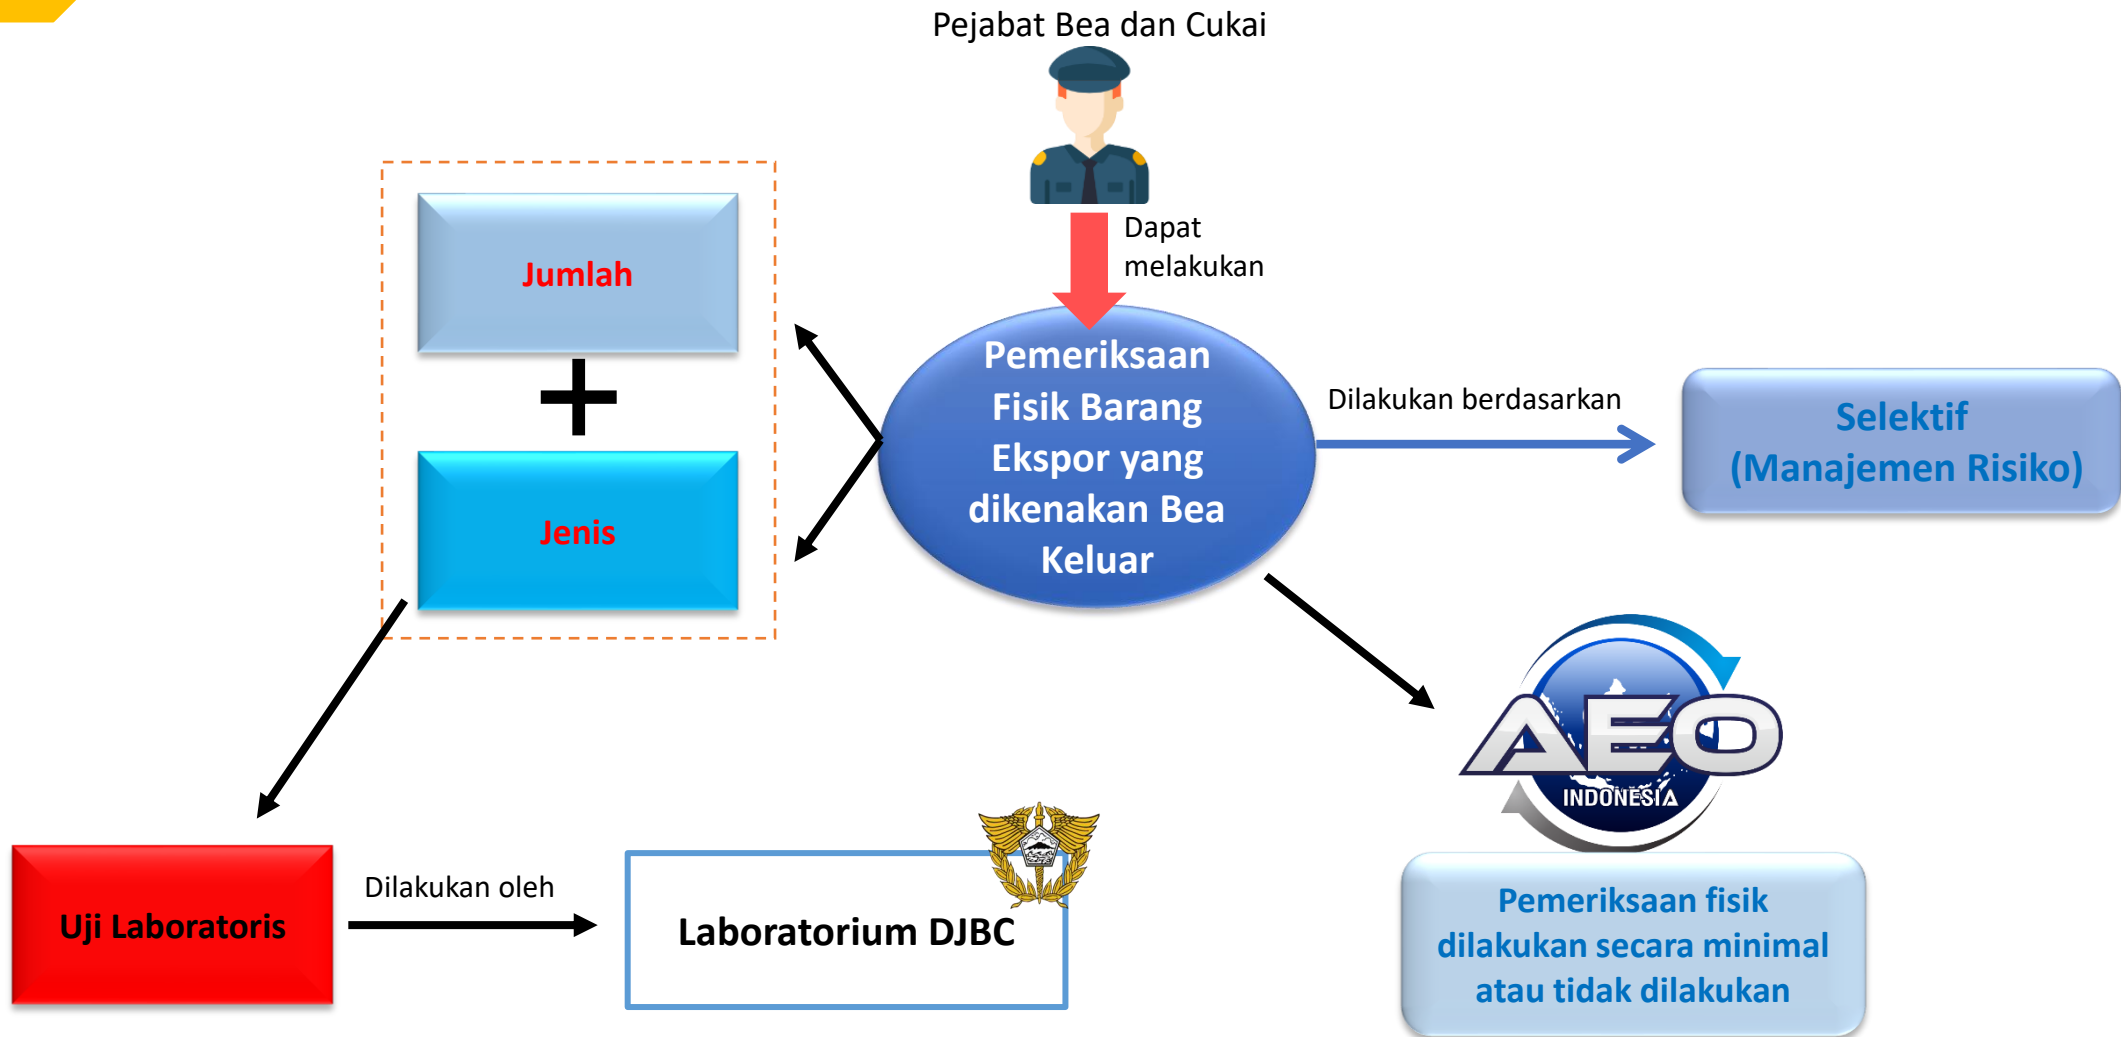 Pejabat Bea dan Cukai
Dapat
melakukan
Jumlah
Jenis
Pemeriksaan
Fisik Barang
Ekspor yang
dikenakan Bea
Keluar
Dilakukan berdasarkan
Selektif
(Manajemen Risiko)
AEO
INDONESIA
Pemeriksaan fisik
dilakukan secara minimal
atau tidak dilakukan
Uji Laboratoris
Dilakukan oleh
Laboratorium DJBC